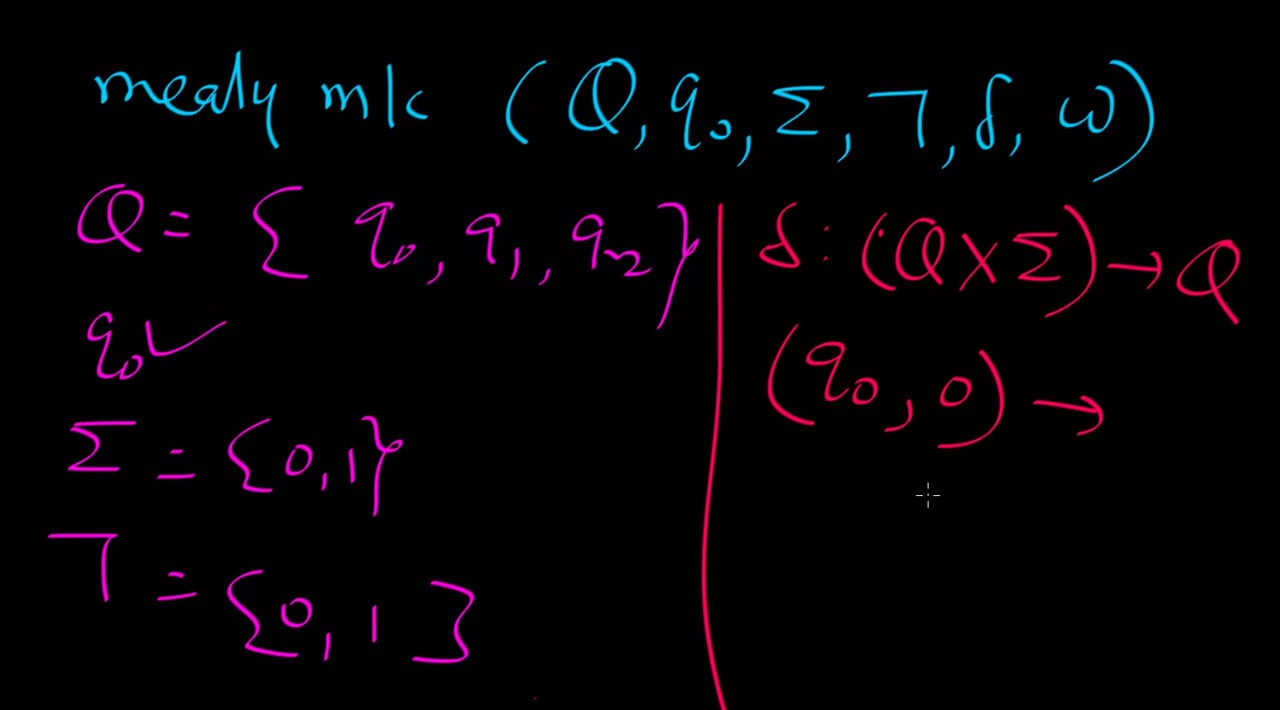 mealy m/c (Q, q0, Σ, ㄱ, δ, ω)
Q = { q0, q1, q2 }
q0 ✓
Σ = {0, 1}
ㄱ = {0, 1}
δ : (Q X Σ) → Q
(q0, 0) →